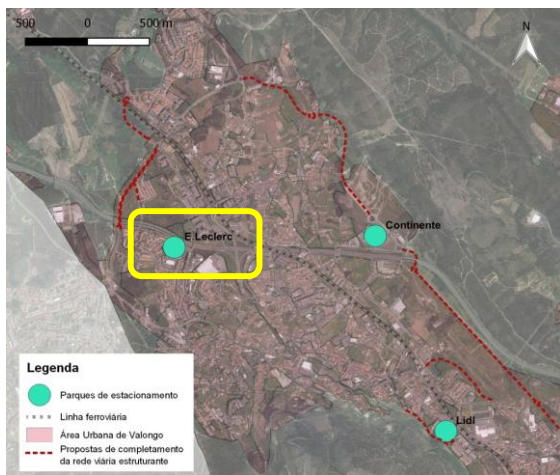 500 0 500 m
N
E.Leclerc
Continente
Lidl
Legenda
Parques de estacionamento
Linha ferroviária
Área Urbana de Valongo
Propostas de completamento
da rede viária estruturante